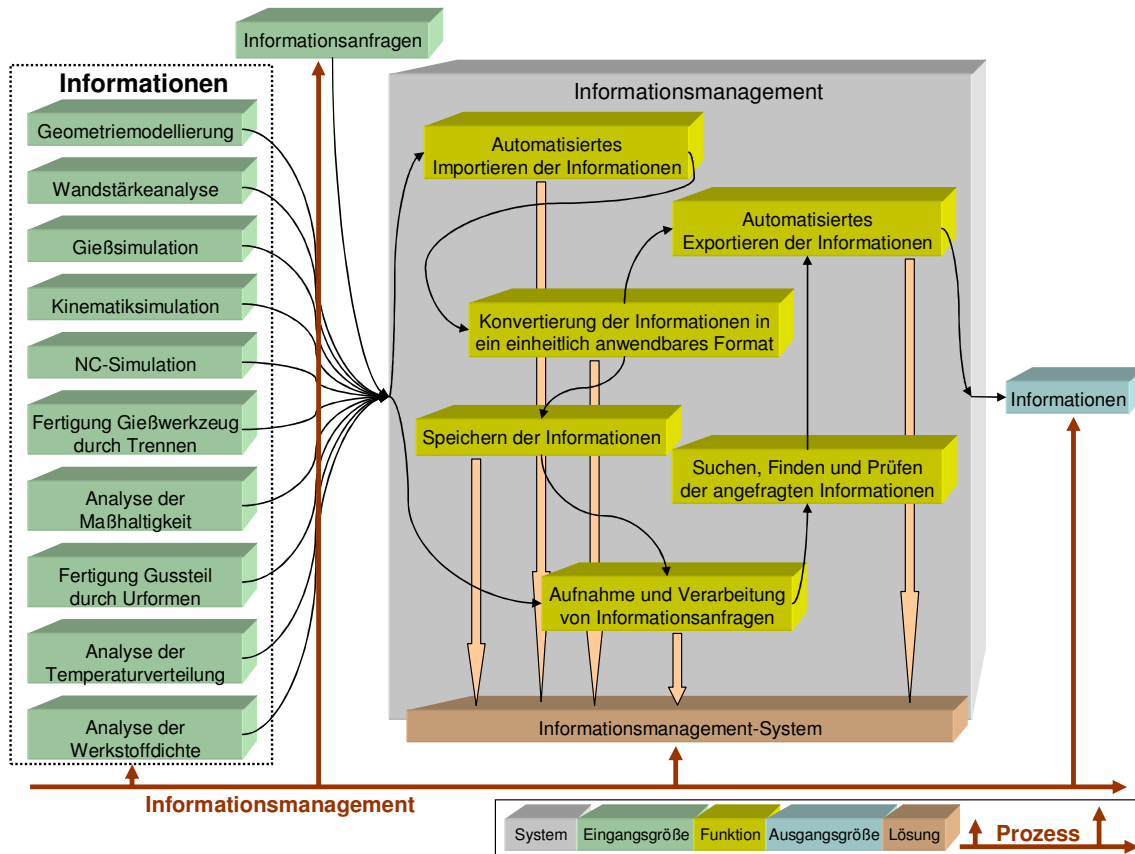 Informationsanfragen
Informationen
Geometriemodellierung
Wandstärkeanalyse
Gießsimulation
Kinematiksimulation
NC-Simulation
Fertigung Gießwerkzeug
durch Trennen
Analyse der
Maßhaltigkeit
Fertigung Gussteil
durch Urformen
Analyse der
Temperaturverteilung
Analyse der
Werkstoffdichte
Informationsmanagement
Automatisiertes
Importieren der Informationen
Automatisiertes
Exportieren der Informationen
Konvertierung der Informationen in
ein einheitlich anwendbares Format
Speichern der Informationen
Suchen, Finden und Prüfen
der angefragten Informationen
Aufnahme und Verarbeitung
von Informationsanfragen
Informationsmanagement-System
Informationen
Informationsmanagement
System
Eingangsgröße
Funktion
Ausgangsgröße
Lösung
Prozess